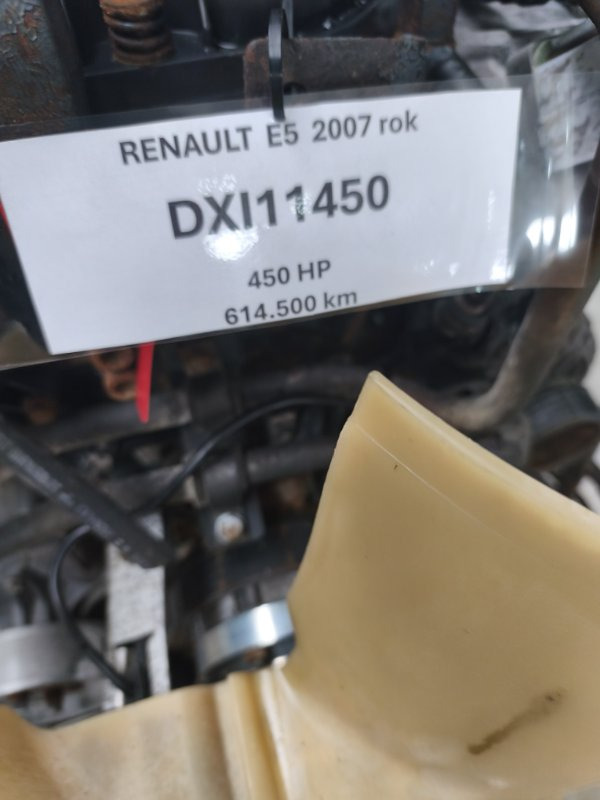 RENAULT E5 2007 rok
DXI11450
450 HP
614.500 km